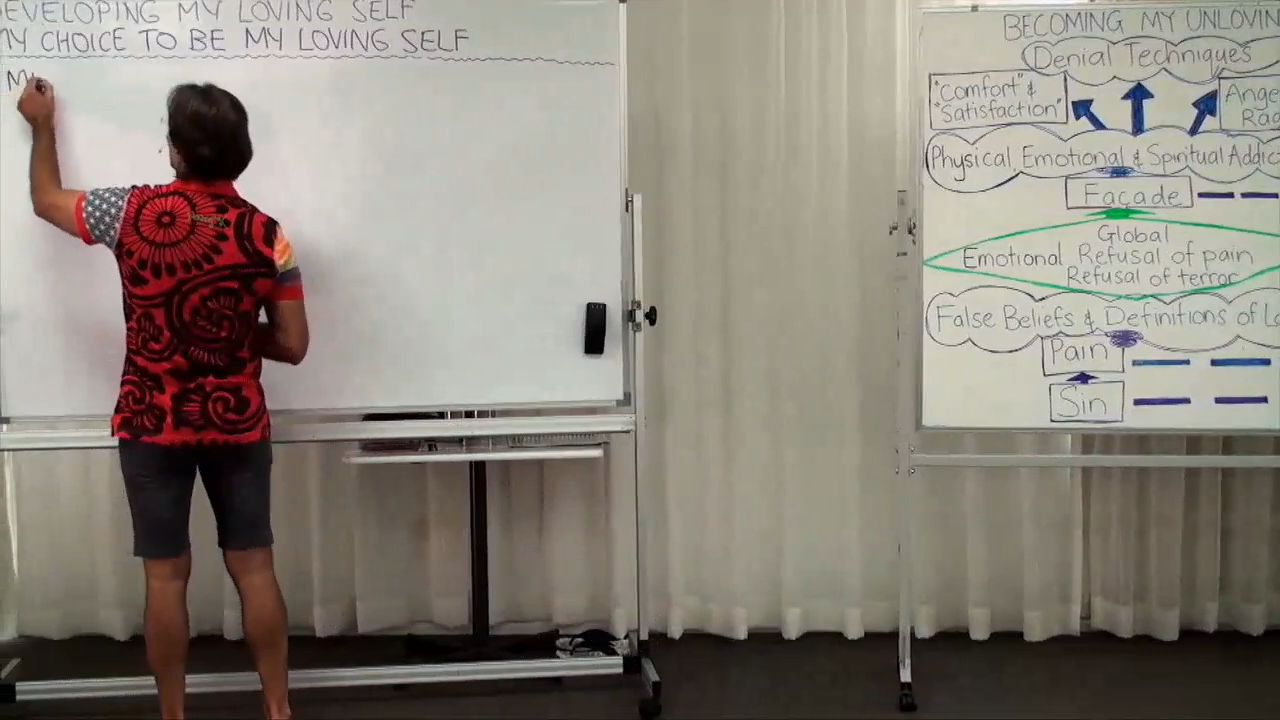 EVELOPING MY LOVING SELF
MY CHOICE TO BE MY LOVING SELF
BECOMING MY UNLOVIN
Denial Techniques
"Comfort" &
"Satisfaction"
Ange
Rag
Physical, Emotional & Spiritual Addic
Façade
Global
Emotional Refusal of pain
Refusal of terror
False Beliefs & Definitions of Lo
Pain
Sin